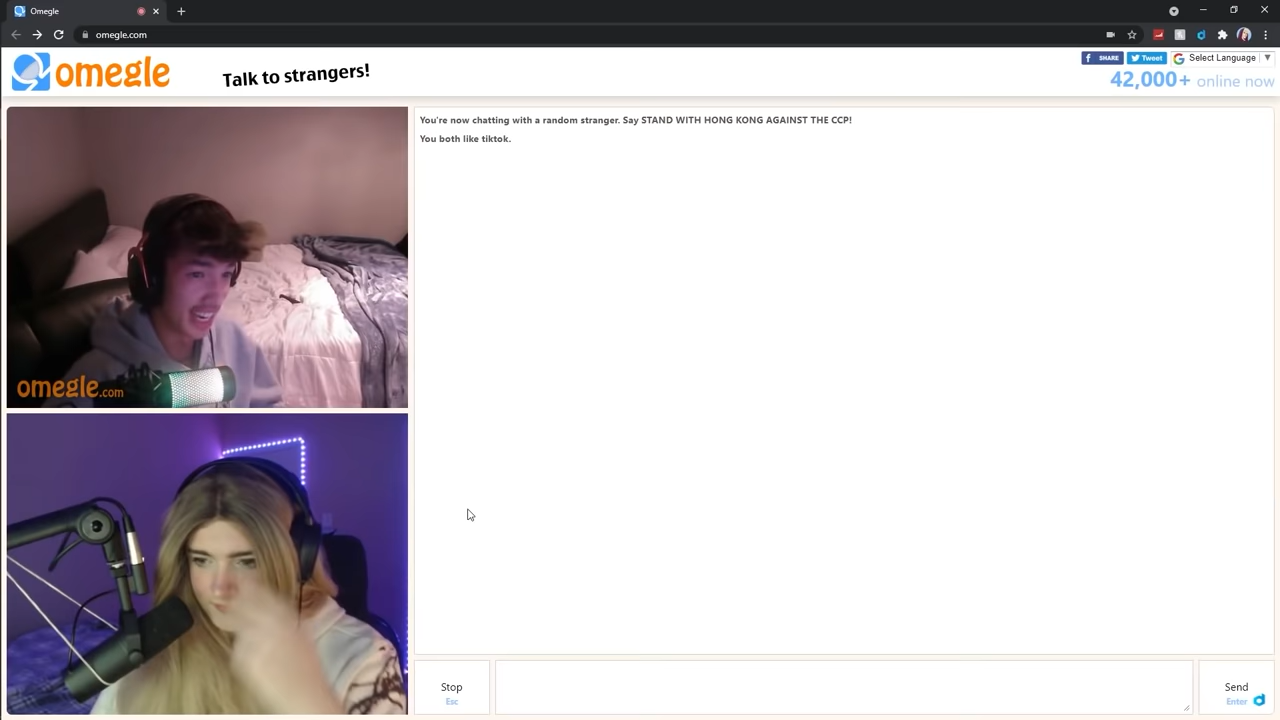 Omegle
omegle.com
omegle
Talk to strangers!
SHARE
Tweet
Select Language
42,000+ online now
You're now chatting with a random stranger. Say STAND WITH HONG KONG AGAINST THE CCP!
You both like tiktok.
omegle.com
Stop
Esc
Send
Enter